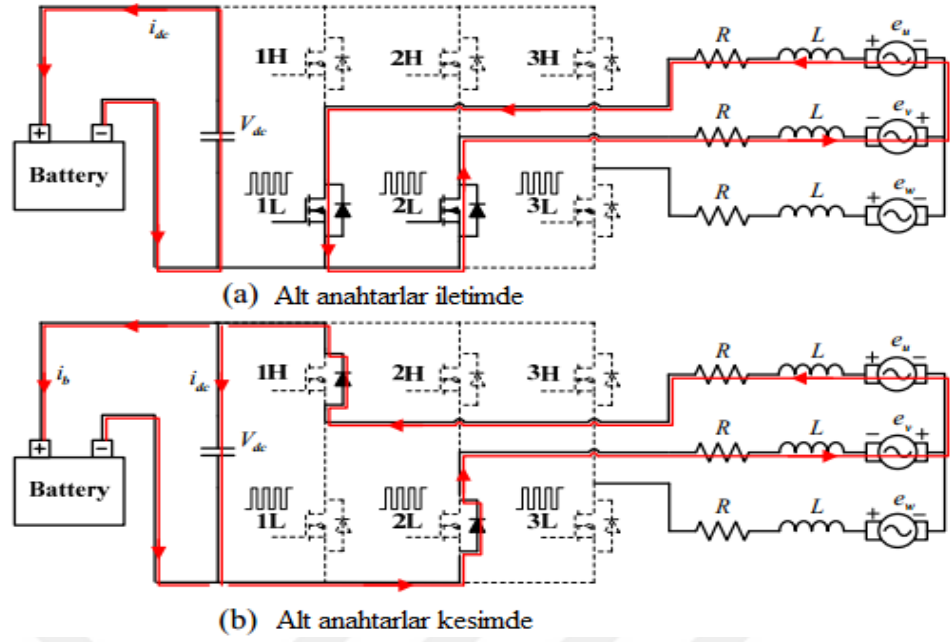 i_dc 1H 2H 3H R L + e_u −
+ − V_dc R L − e_v +
Battery 1L 2L 3L R L + e_w −
(a) Alt anahtarlar iletimde
i_b i_dc 1H 2H 3H R L + e_u −
+ − V_dc R L − e_v +
Battery 1L 2L 3L R L + e_w −
(b) Alt anahtarlar kesimde